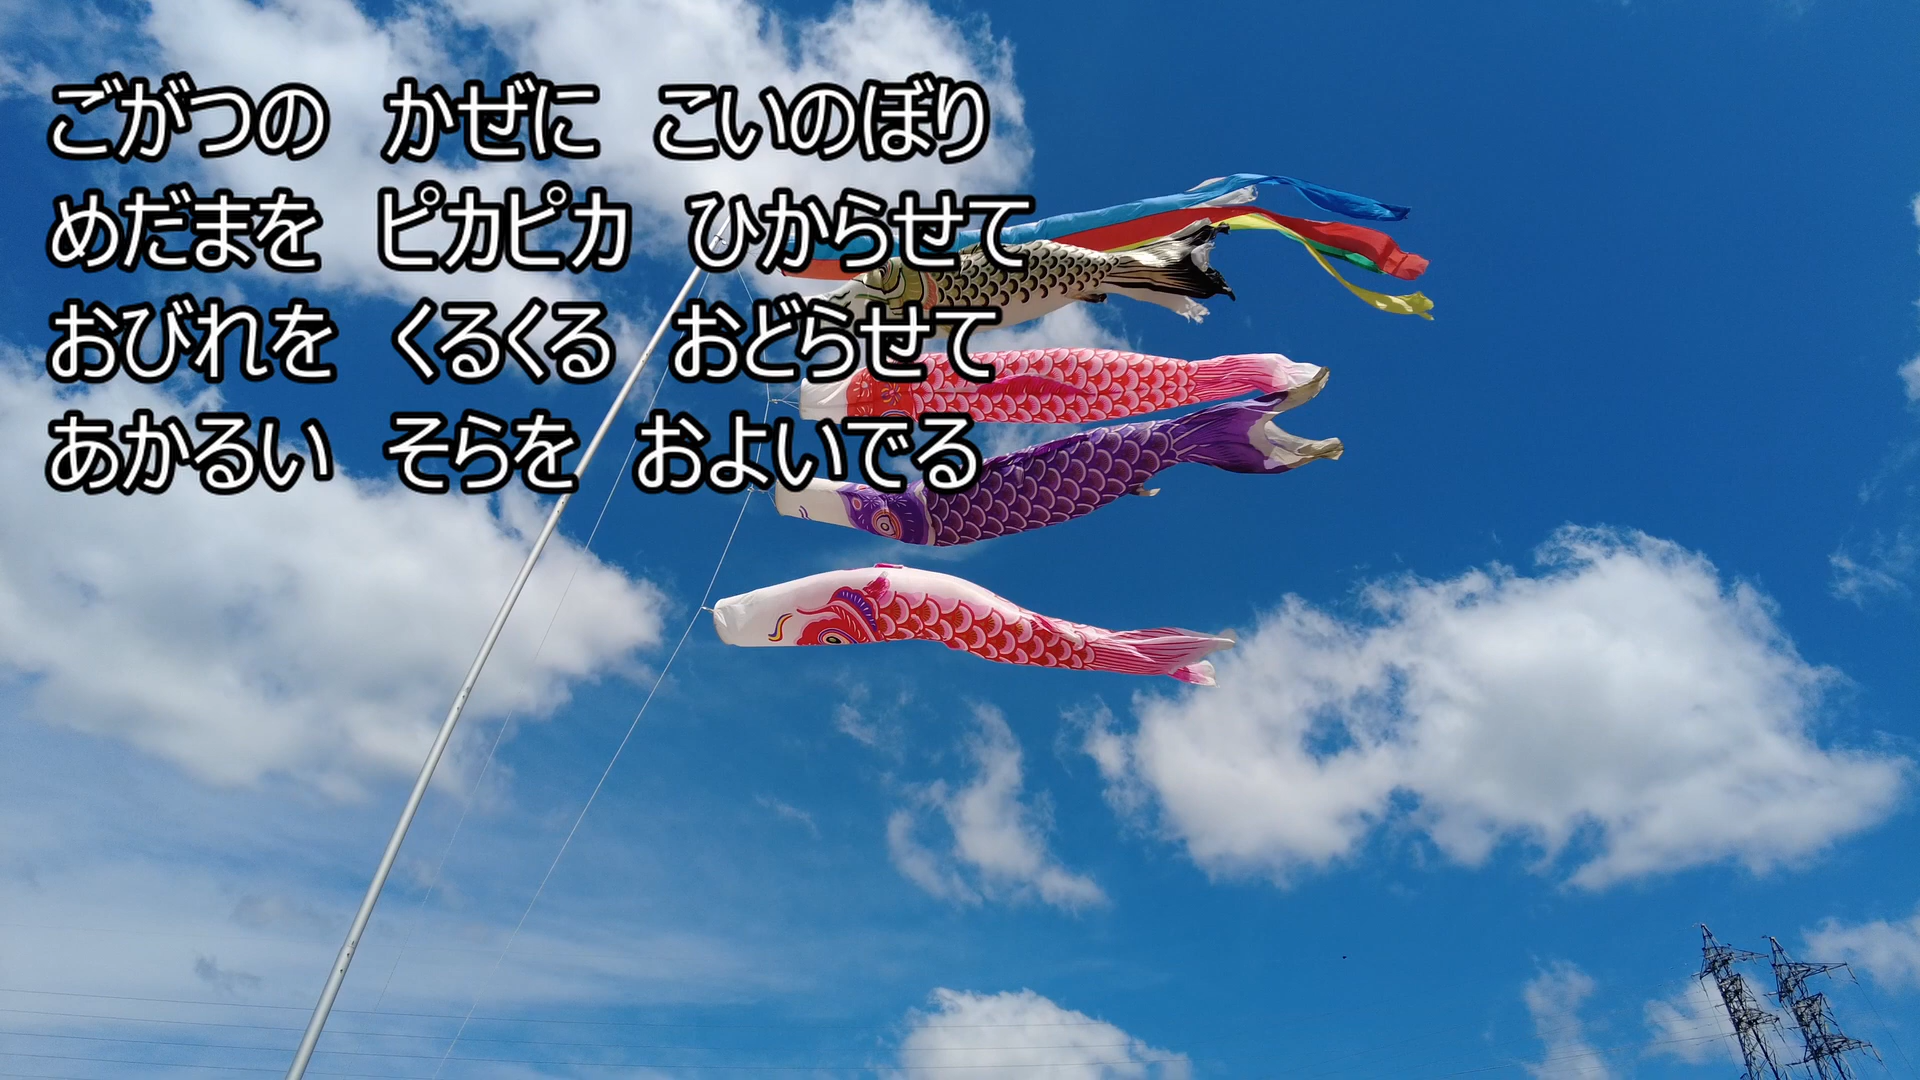 ごがつの　かぜに　こいのぼり
めだまを　ピカピカ　ひからせて
おびれを　くるくる　おどらせて
あかるい　そらを　およいでる